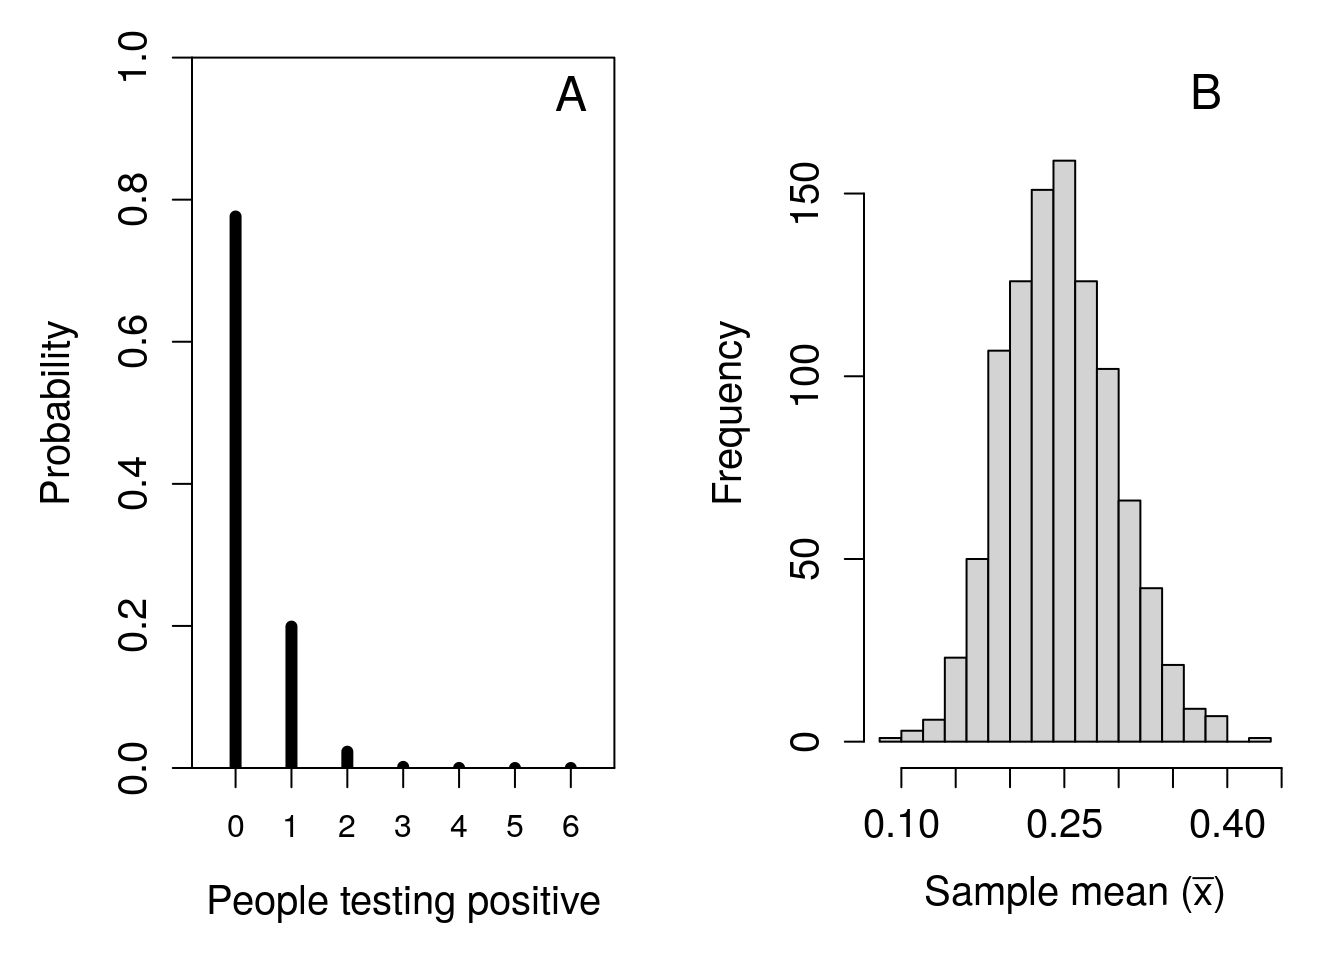 A
Probability
1.0
0.8
0.6
0.4
0.2
0.0
0 1 2 3 4 5 6
People testing positive
B
Frequency
150
100
50
0
0.10 0.25 0.40
Sample mean (x̅)